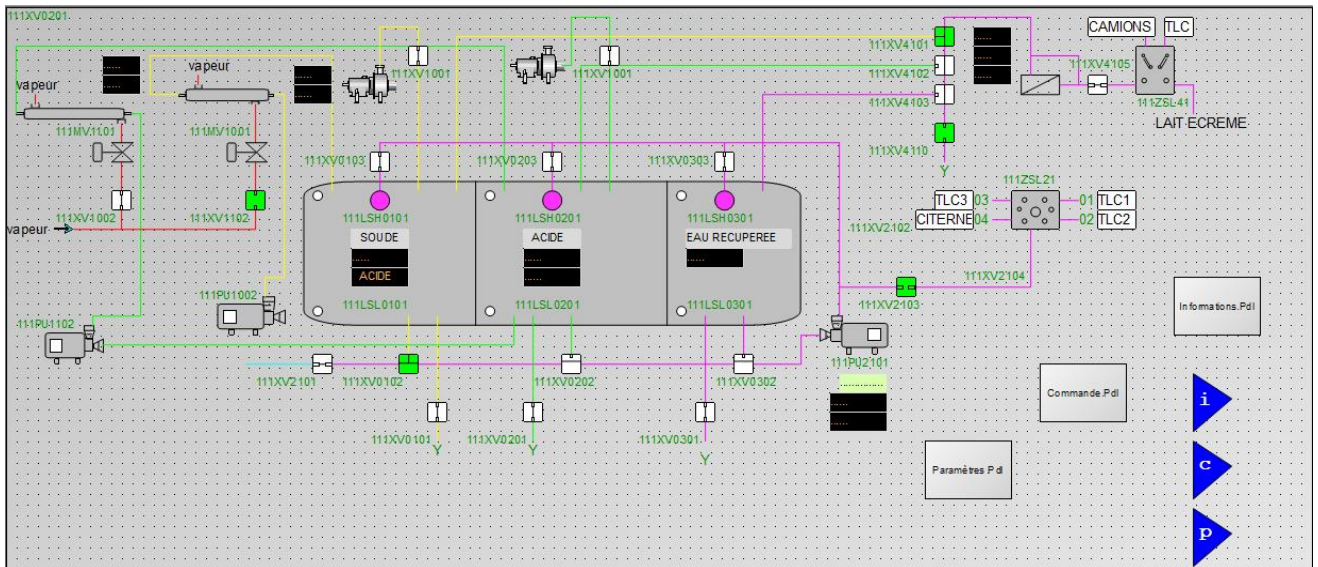 111XV0201
CAMIONS TLC
111XV4101
111XV1001
111XV1001
vapeur
111XV4102
111XV4105
vapeur
111XV4103
111ZSL41
LAIT ECREME
111MV1101
111MV1001
111XV4110
111XV0103
111XV0203
111XV0303
Y
111ZSL21
TLC3 03
01 TLC1
111XV1002
111XV1102
111LSH0101
111LSH0201
111LSH0301
CITERNE 04
02 TLC2
vapeur
111XV2102
SOUDE
ACIDE
EAU RECUPEREE
ACIDE
111XV2104
111LSL0101
111LSL0201
111LSL0301
111XV2103
Informations.Pdl
111PU1002
111PU1102
111PU2101
111XV2101
111XV0102
111XV0202
111XV0302
Commande.Pdl
i
111XV0101
111XV0201
111XV0301
Y
Y
Y
Paramètres.Pdl
c
p